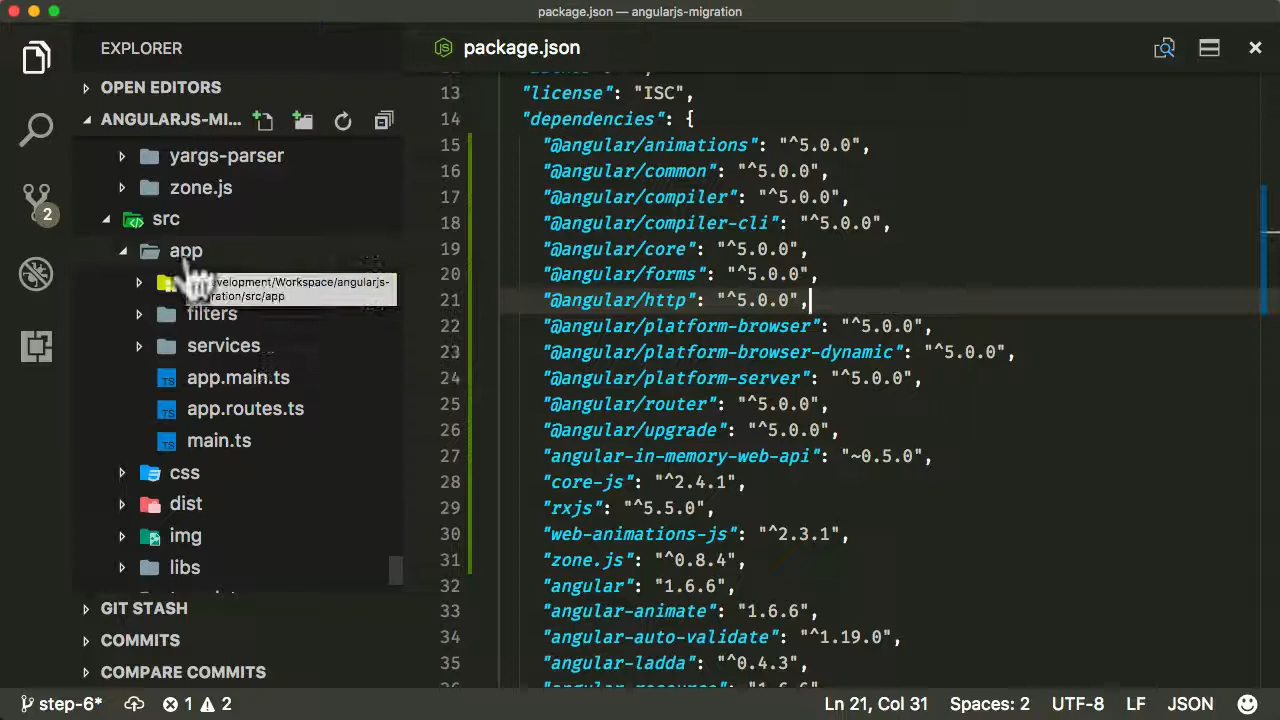 package.json — angularjs-migration
EXPLORER
OPEN EDITORS
ANGULARJS-MI...
yargs-parser
zone.js
src
app
evelopment/Workspace/angularjs-
ration/src/app
filters
services
app.main.ts
app.routes.ts
main.ts
css
dist
img
libs
GIT STASH
COMMITS
COMPARE COMMITS
2
package.json
13 "license": "ISC",
14 "dependencies": {
15 "@angular/animations": "^5.0.0",
16 "@angular/common": "^5.0.0",
17 "@angular/compiler": "^5.0.0",
18 "@angular/compiler-cli": "^5.0.0",
19 "@angular/core": "^5.0.0",
20 "@angular/forms": "^5.0.0",
21 "@angular/http": "^5.0.0",
22 "@angular/platform-browser": "^5.0.0",
23 "@angular/platform-browser-dynamic": "^5.0.0",
24 "@angular/platform-server": "^5.0.0",
25 "@angular/router": "^5.0.0",
26 "@angular/upgrade": "^5.0.0",
27 "angular-in-memory-web-api": "~0.5.0",
28 "core-js": "^2.4.1",
29 "rxjs": "^5.5.0",
30 "web-animations-js": "^2.3.1",
31 "zone.js": "^0.8.4",
32 "angular": "1.6.6",
33 "angular-animate": "1.6.6",
34 "angular-auto-validate": "^1.19.0",
35 "angular-ladda": "^0.4.3",
step-6* 1 2 Ln 21, Col 31 Spaces: 2 UTF-8 LF JSON